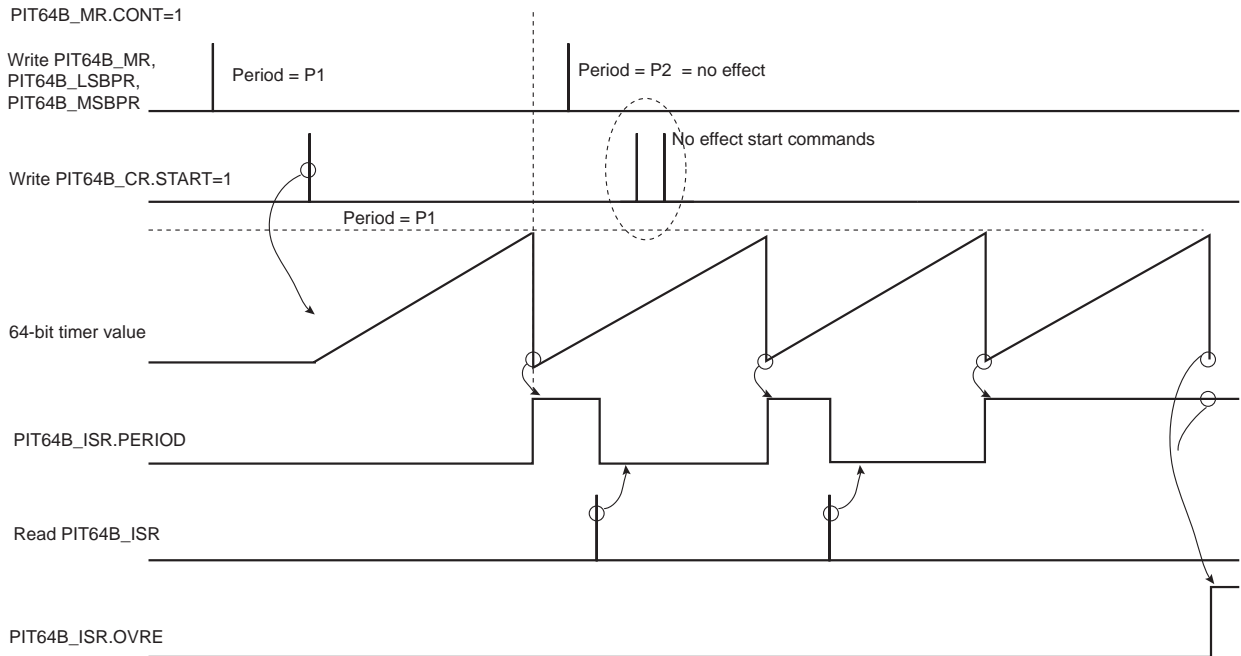 PIT64B_MR.CONT=1
Write PIT64B_MR,
PIT64B_LSBPR,
PIT64B_MSBPR
Period = P1
Period = P2 = no effect
No effect start commands
Write PIT64B_CR.START=1
Period = P1
64-bit timer value
PIT64B_ISR.PERIOD
Read PIT64B_ISR
PIT64B_ISR.OVRE